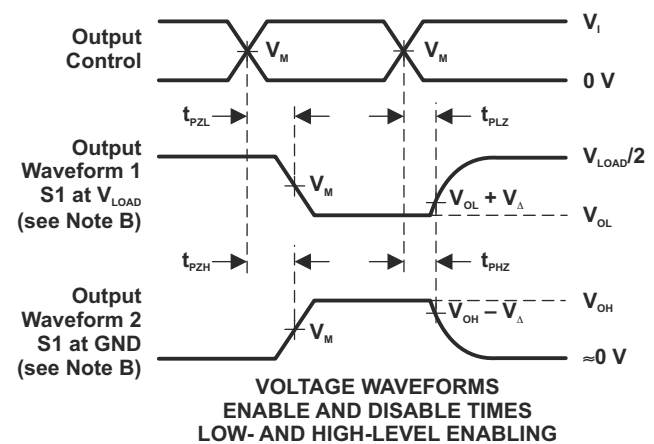 Output
Control
V_M
V_M
V_I
0 V
t_PZL
t_PLZ
Output
Waveform 1
S1 at V_LOAD
(see Note B)
V_M
V_OL + V_Δ
V_LOAD/2
V_OL
t_PZH
t_PHZ
Output
Waveform 2
S1 at GND
(see Note B)
V_M
V_OH – V_Δ
V_OH
≈0 V
VOLTAGE WAVEFORMS
ENABLE AND DISABLE TIMES
LOW- AND HIGH-LEVEL ENABLING